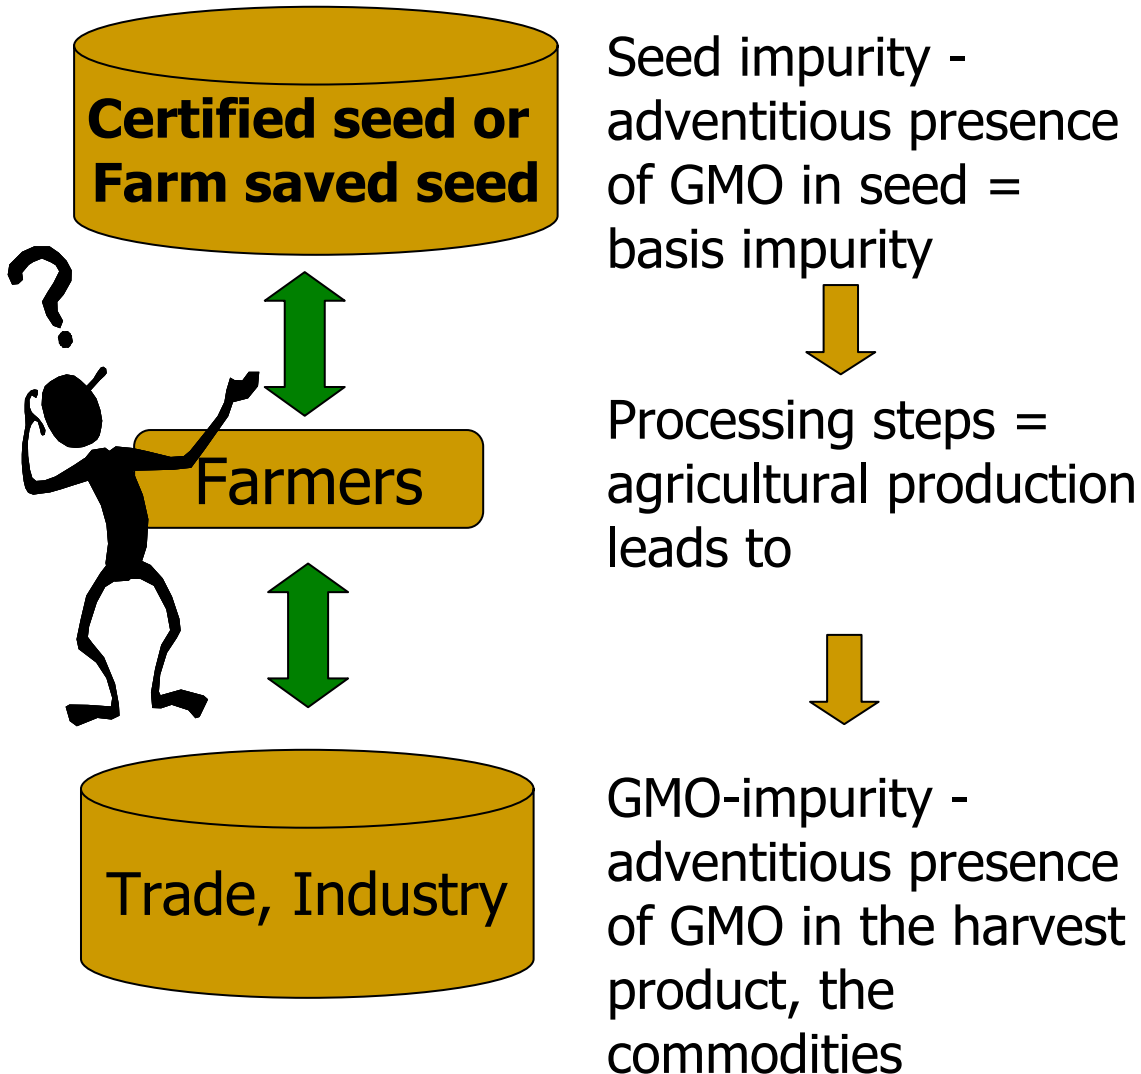 Certified seed or
Farm saved seed
Seed impurity -
adventitious presence
of GMO in seed =
basis impurity
?
Farmers
Processing steps =
agricultural production
leads to
Trade, Industry
GMO-impurity -
adventitious presence
of GMO in the harvest
product, the
commodities